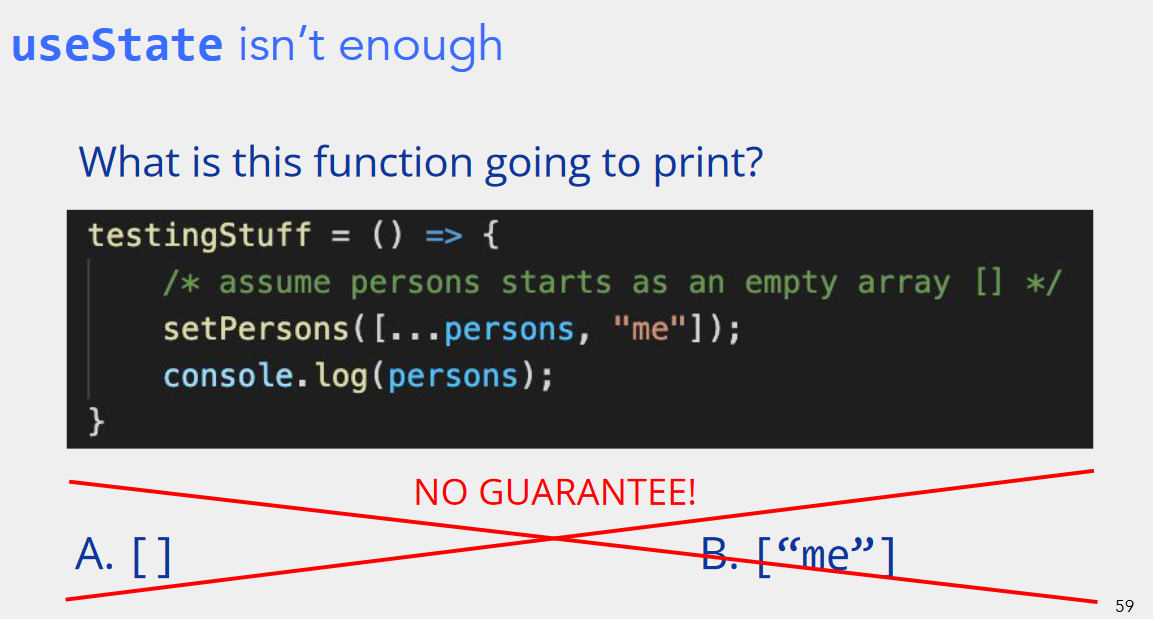 useState isn’t enough
What is this function going to print?
testingStuff = () => {
/* assume persons starts as an empty array [] */
setPersons([...persons, "me"]);
console.log(persons);
}
NO GUARANTEE!
A. [] B. [“me”]
59